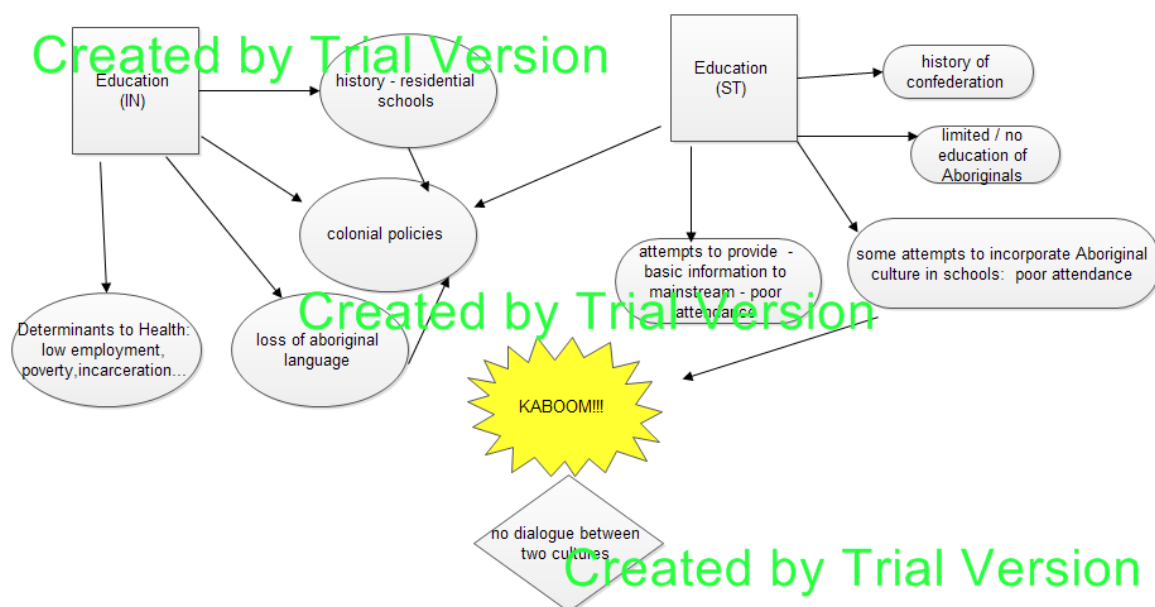 Created by Trial Version
Education
(IN)
history - residential
schools
Education
(ST)
history of
confederation
limited / no
education of
Aboriginals
colonial policies
attempts to provide  -
basic information to
mainstream - poor
attendance
some attempts to incorporate Aboriginal
culture in schools:  poor attendance
Created by Trial Version
Determinants to Health:
low employment,
poverty,incarceration...
loss of aboriginal
language
KABOOM!!!
no dialogue between
two cultures
Created by Trial Version